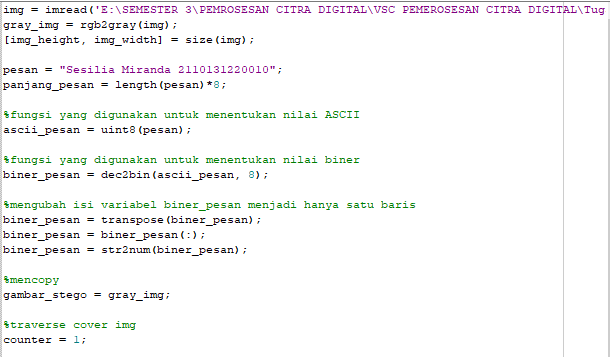 img = imread('E:\SEMESTER 3\PEMROSESAN CITRA DIGITAL\VSC PEMEROSESAN CITRA DIGITAL\Tug
gray_img = rgb2gray(img);
[img_height, img_width] = size(img);
pesan = "Sesilia Miranda 2110131220010";
panjang_pesan = length(pesan)*8;
%fungsi yang digunakan untuk menentukan nilai ASCII
ascii_pesan = uint8(pesan);
%fungsi yang digunakan untuk menentukan nilai biner
biner_pesan = dec2bin(ascii_pesan, 8);
%mengubah isi variabel biner_pesan menjadi hanya satu baris
biner_pesan = transpose(biner_pesan);
biner_pesan = biner_pesan(:);
biner_pesan = str2num(biner_pesan);
%mencopy
gambar_stego = gray_img;
%traverse cover img
counter = 1;